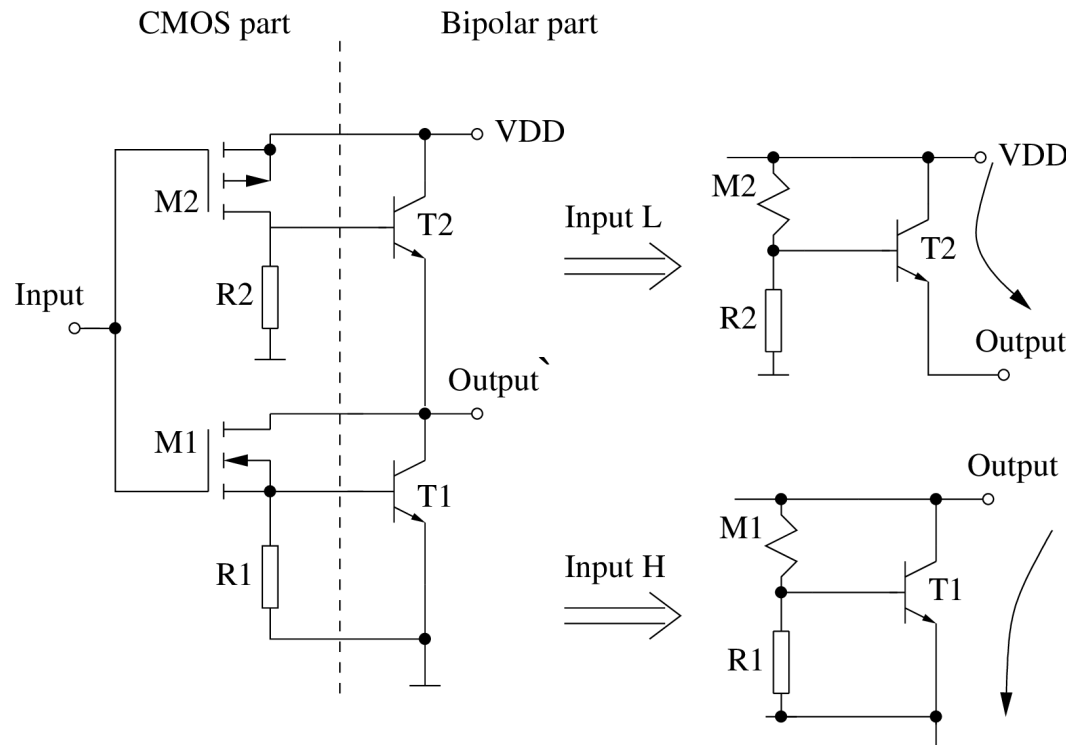 CMOS part
Bipolar part
VDD
M2
T2
R2
Input
Output`
M1
T1
R1
Input L
VDD
M2
T2
R2
Output
Input H
Output
M1
T1
R1